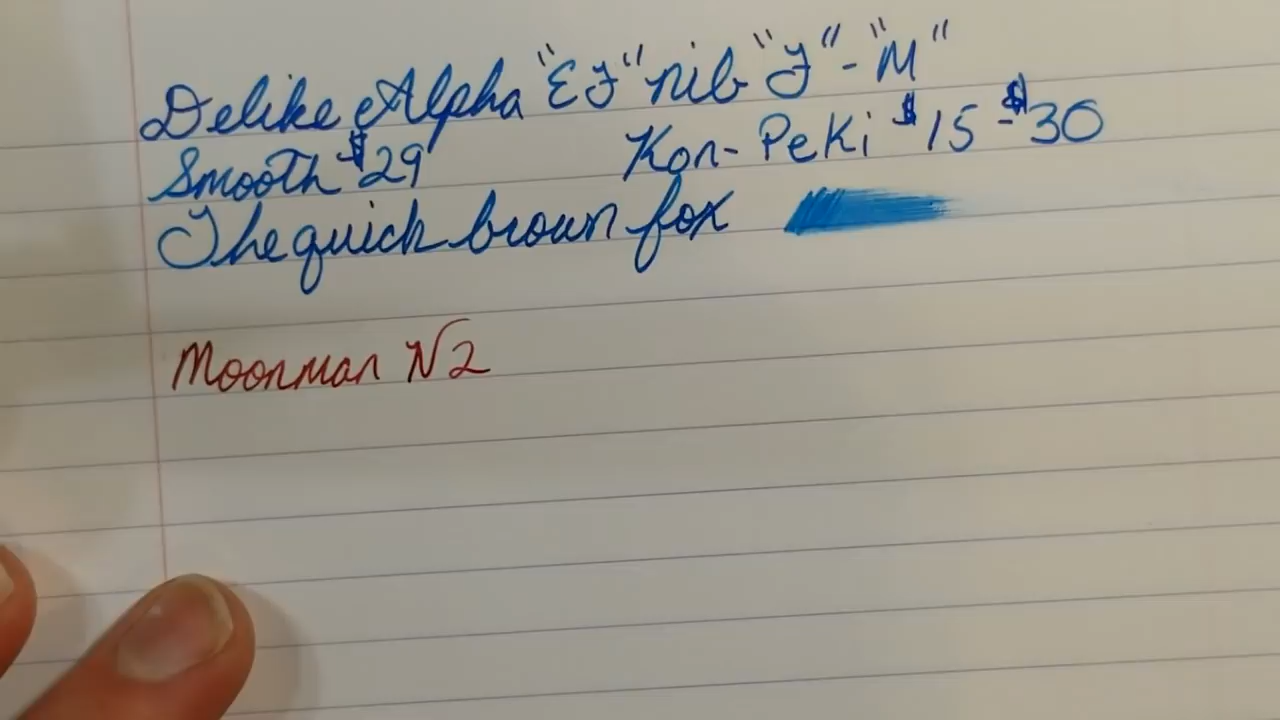 Delike Alpha "EF" nib "F" - "M"
Smooth $29 Kon-Peki $15 - $30
The quick brown fox
Moonman N2